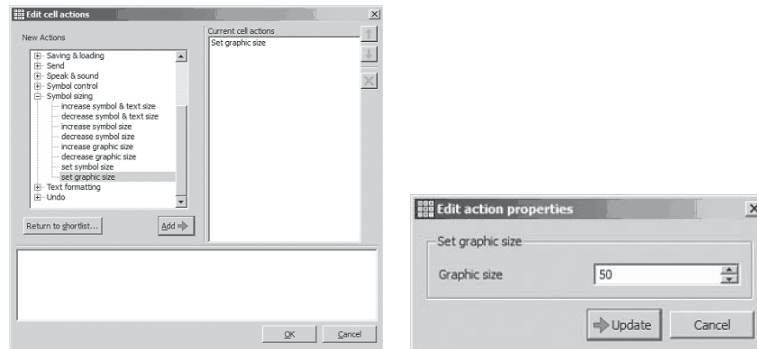 Edit cell actions
New Actions
Saving & loading
Send
Speak & sound
Symbol control
Symbol sizing
increase symbol & text size
decrease symbol & text size
increase symbol size
decrease symbol size
increase graphic size
decrease graphic size
set symbol size
set graphic size
Text formatting
Undo
Return to shortlist...
Add
Current cell actions
Set graphic size
OK
Cancel
Edit action properties
Set graphic size
Graphic size 50
Update Cancel